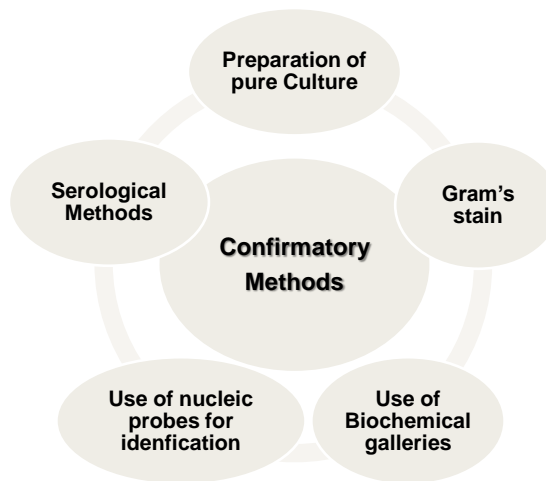 Preparation of
pure Culture
Serological
Methods
Gram's
stain
Confirmatory
Methods
Use of nucleic
probes for
idenfication
Use of
Biochemical
galleries